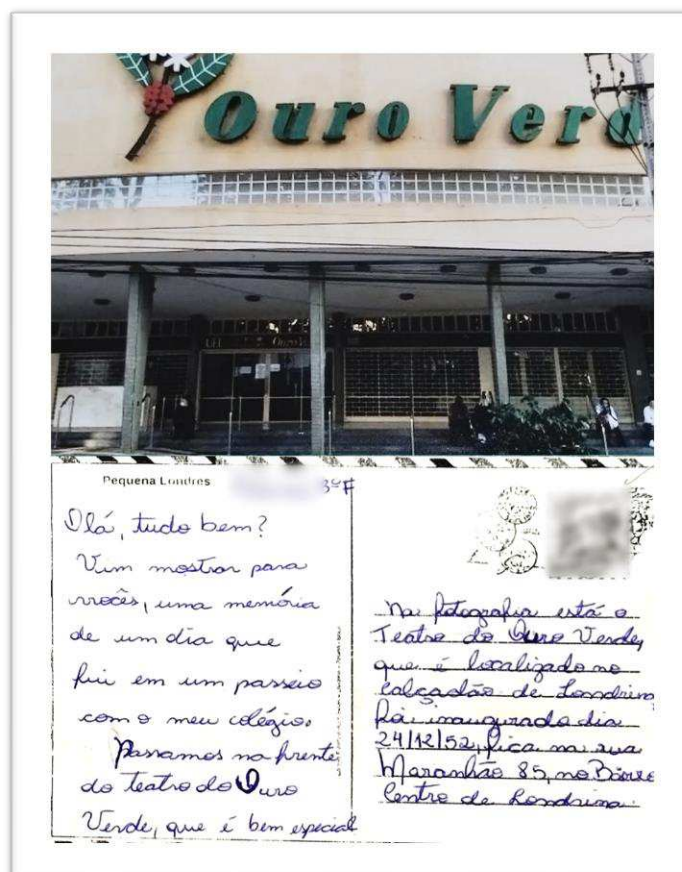 Ouro Verd
Ouro
Pequena Londres
3º F
Olá, tudo bem?
Vim mostrar para
vocês, uma memória
de um dia que
fui em um passeio
com o meu colégio.
Passamos na frente
do teatro do Ouro
Verde, que é bem especial
Na fotografia está o
Teatro do Ouro Verde,
que é localizado no
calçadão de Londrina
foi inaugurado dia
24/12/52, fica na rua
Maranhão 85, no Bairro
Centro de Londrina.